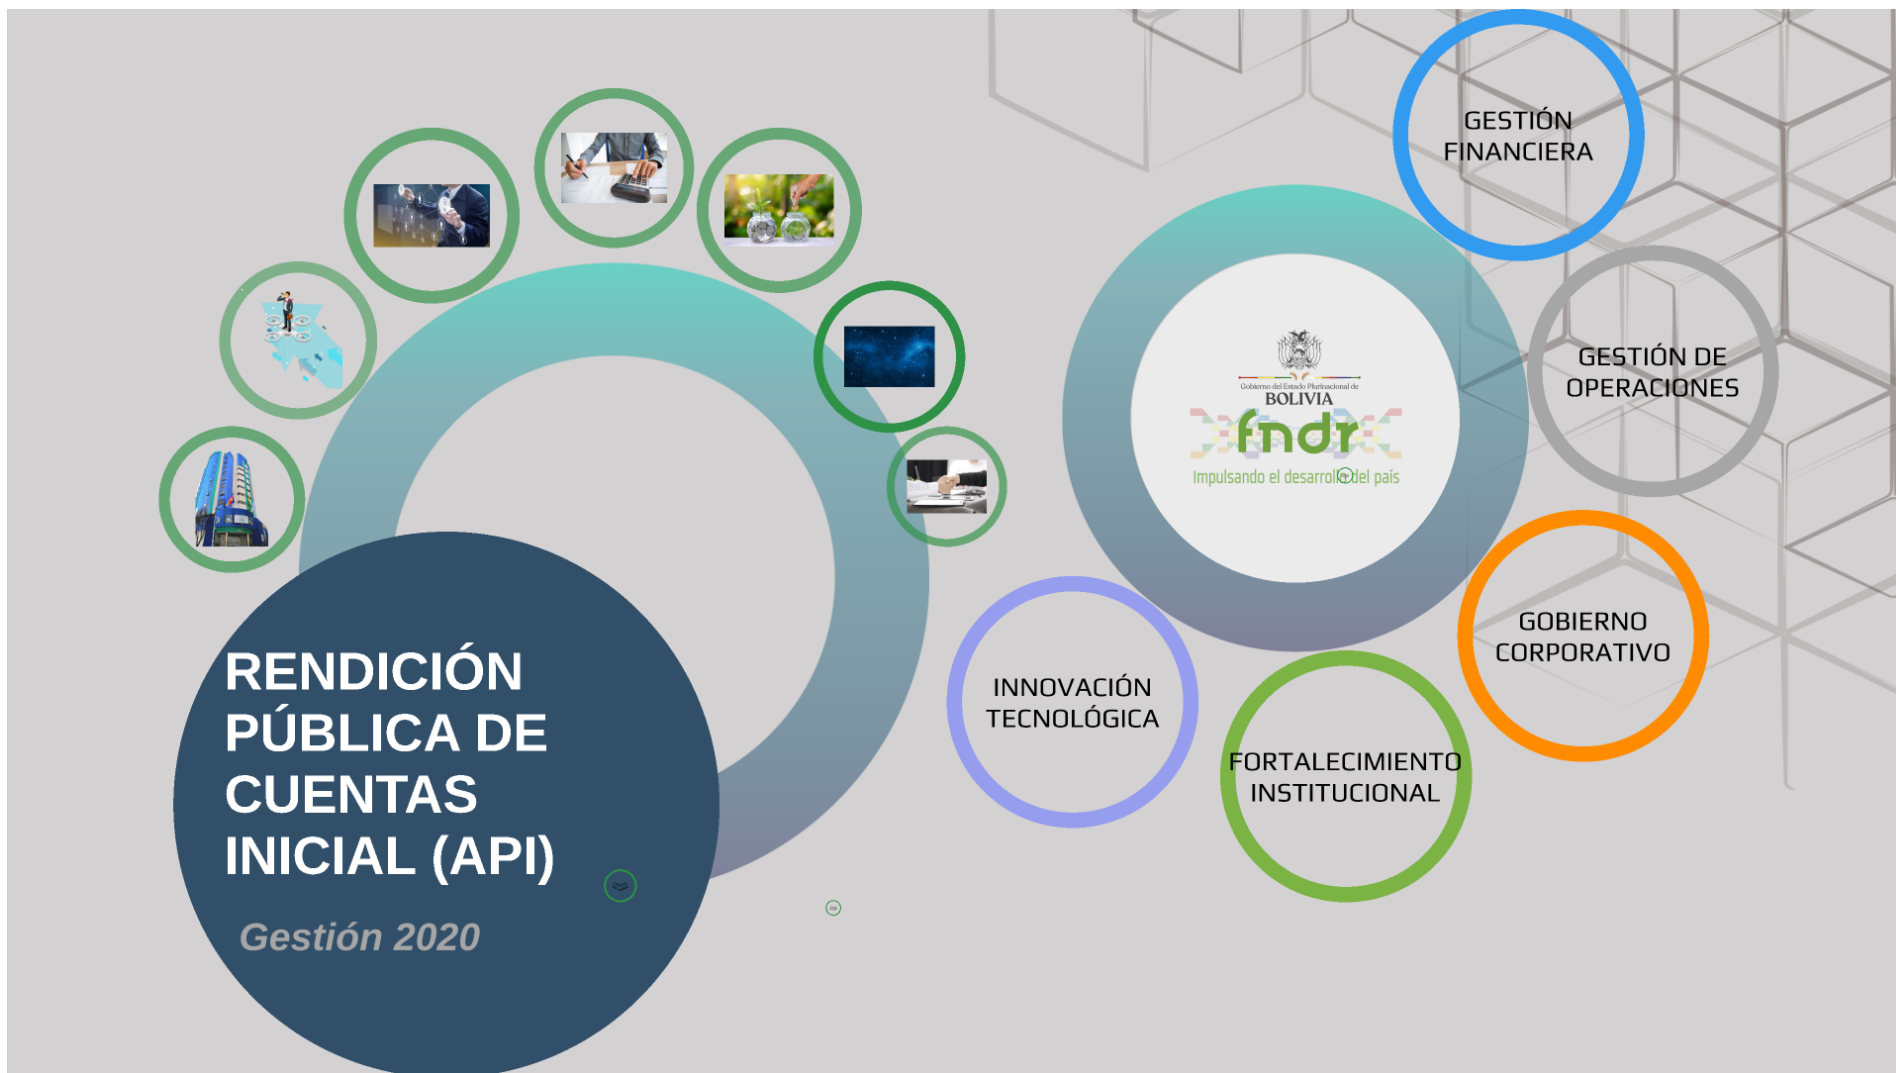 RENDICIÓN
PÚBLICA DE
CUENTAS
INICIAL (API)
Gestión 2020
Gobierno del Estado Plurinacional de
BOLIVIA
fndr
Impulsando el desarrollo del país
GESTIÓN
FINANCIERA
GESTIÓN DE
OPERACIONES
GOBIERNO
CORPORATIVO
FORTALECIMIENTO
INSTITUCIONAL
INNOVACIÓN
TECNOLÓGICA